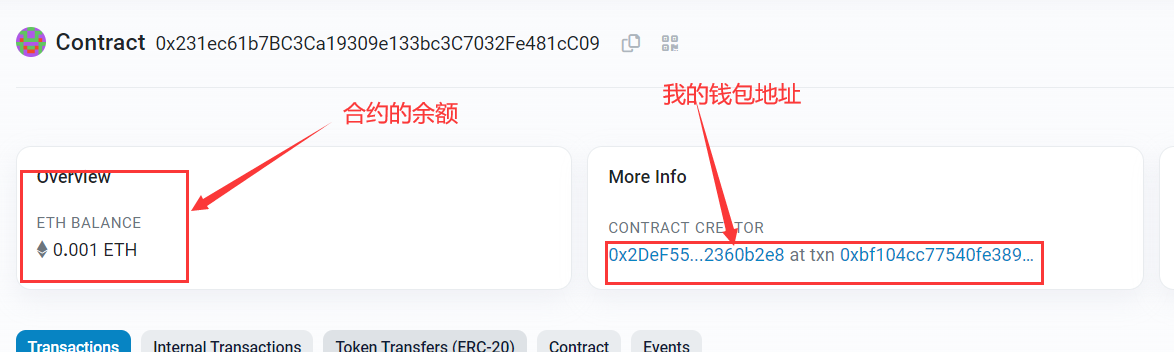 Contract 0x231ec61b7BC3Ca19309e133bc3C7032Fe481cC09
合约的余额
我的钱包地址
Overview
ETH BALANCE
0.001 ETH
More Info
CONTRACT CREATOR
0x2DeF55...2360b2e8 at txn 0xbf104cc77540fe389...
Transactions Internal Transactions Token Transfers (ERC-20) Contract Events